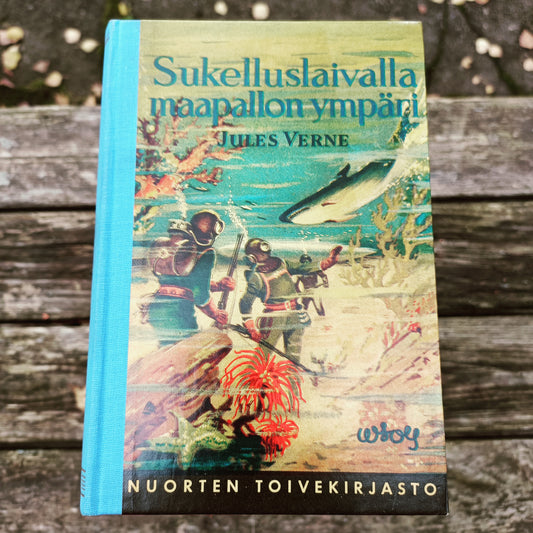 Sukelluslaivalla
maapallon ympäri
JULES VERNE
wsoy
NUORTEN TOIVEKIRJASTO